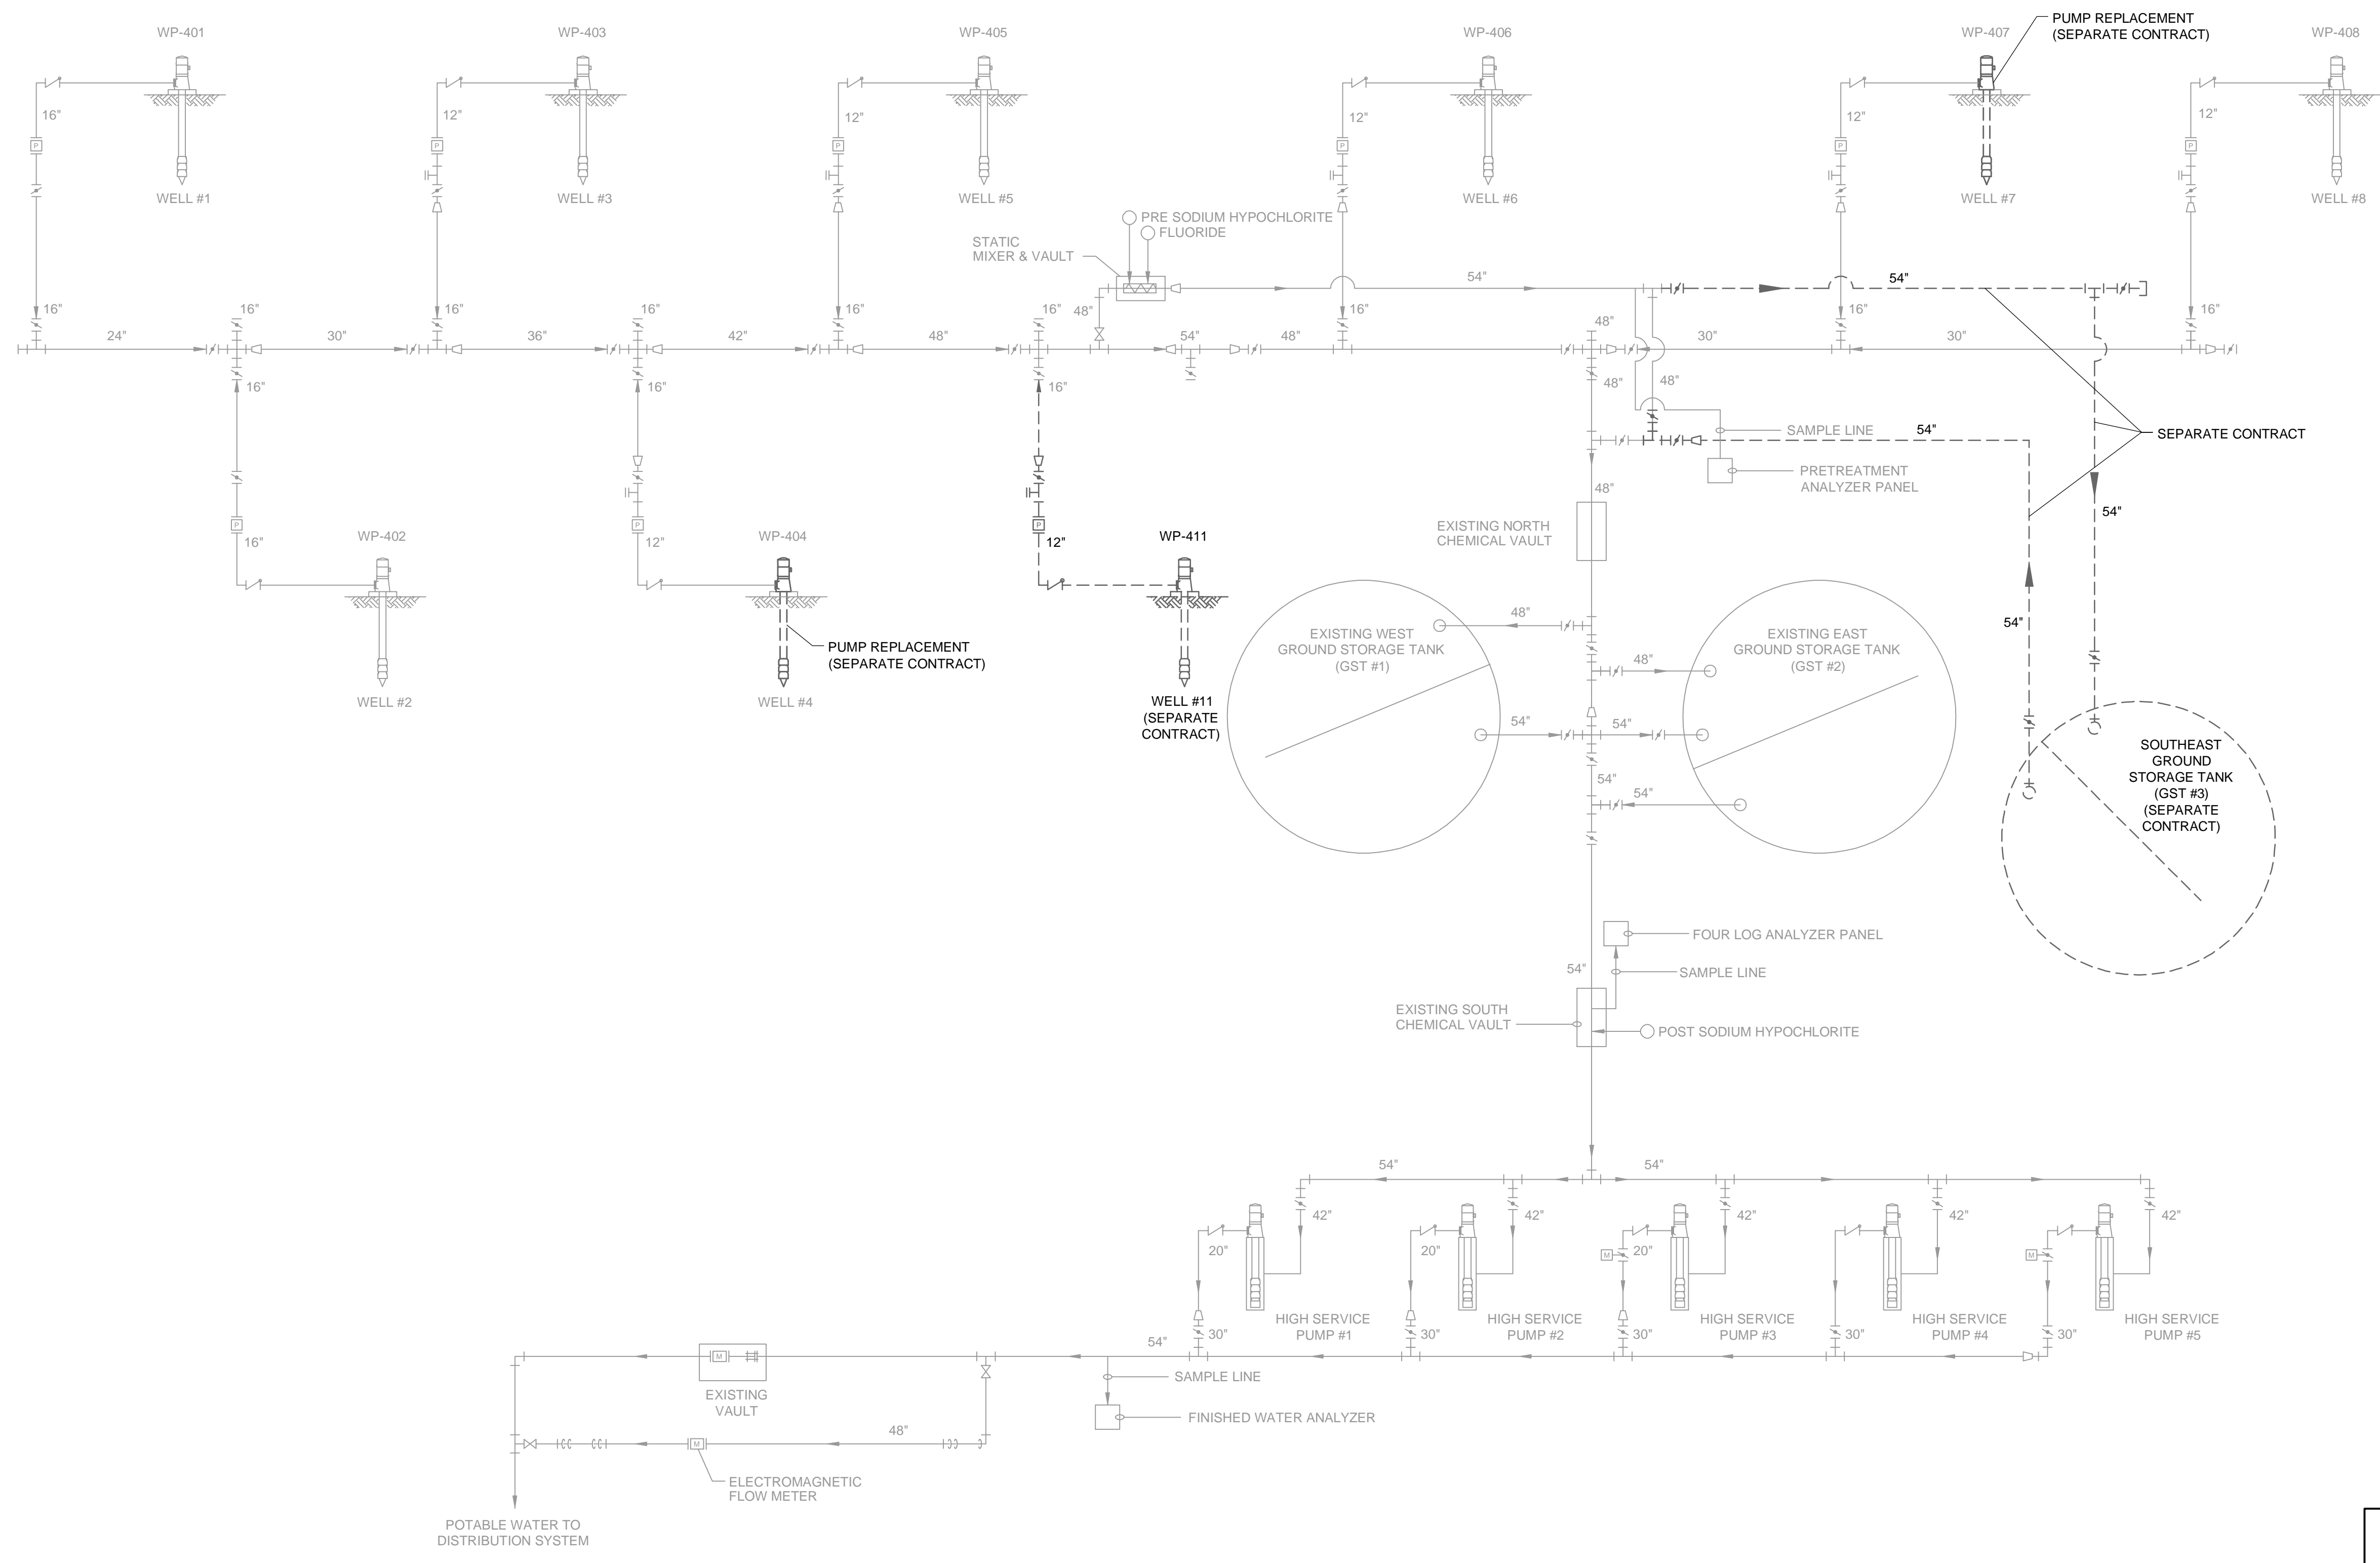 PUMP REPLACEMENT
(SEPARATE CONTRACT)
WP-401
WP-403
WP-405
WP-406
WP-407
WP-408
16"
12"
12"
12"
12"
12"
P
P
P
P
P
P
WELL #1
WELL #3
WELL #5
WELL #6
WELL #7
WELL #8
PRE SODIUM HYPOCHLORITE
FLUORIDE
STATIC
MIXER & VAULT
54"
54"
16"
16"
16"
16"
16"
16"
48"
16"
16"
16"
24"
30"
36"
42"
48"
54"
48"
48"
30"
30"
16"
16"
16"
48"
48"
SAMPLE LINE
54"
SEPARATE CONTRACT
PRETREATMENT
ANALYZER PANEL
48"
54"
P
P
P
16"
12"
12"
EXISTING NORTH
CHEMICAL VAULT
WP-402
WP-404
WP-411
PUMP REPLACEMENT
(SEPARATE CONTRACT)
WELL #2
WELL #4
WELL #11
(SEPARATE
CONTRACT)
48"
EXISTING WEST
GROUND STORAGE TANK
(GST #1)
EXISTING EAST
GROUND STORAGE TANK
(GST #2)
54"
48"
54"
54"
54"
54"
SOUTHEAST
GROUND
STORAGE TANK
(GST #3)
(SEPARATE
CONTRACT)
FOUR LOG ANALYZER PANEL
54"
SAMPLE LINE
EXISTING SOUTH
CHEMICAL VAULT
POST SODIUM HYPOCHLORITE
54"
54"
42"
42"
42"
42"
42"
20"
20"
M
20"
M
HIGH SERVICE
PUMP #1
HIGH SERVICE
PUMP #2
HIGH SERVICE
PUMP #3
HIGH SERVICE
PUMP #4
HIGH SERVICE
PUMP #5
30"
30"
30"
30"
30"
54"
M
EXISTING
VAULT
SAMPLE LINE
FINISHED WATER ANALYZER
48"
M
ELECTROMAGNETIC
FLOW METER
POTABLE WATER TO
DISTRIBUTION SYSTEM